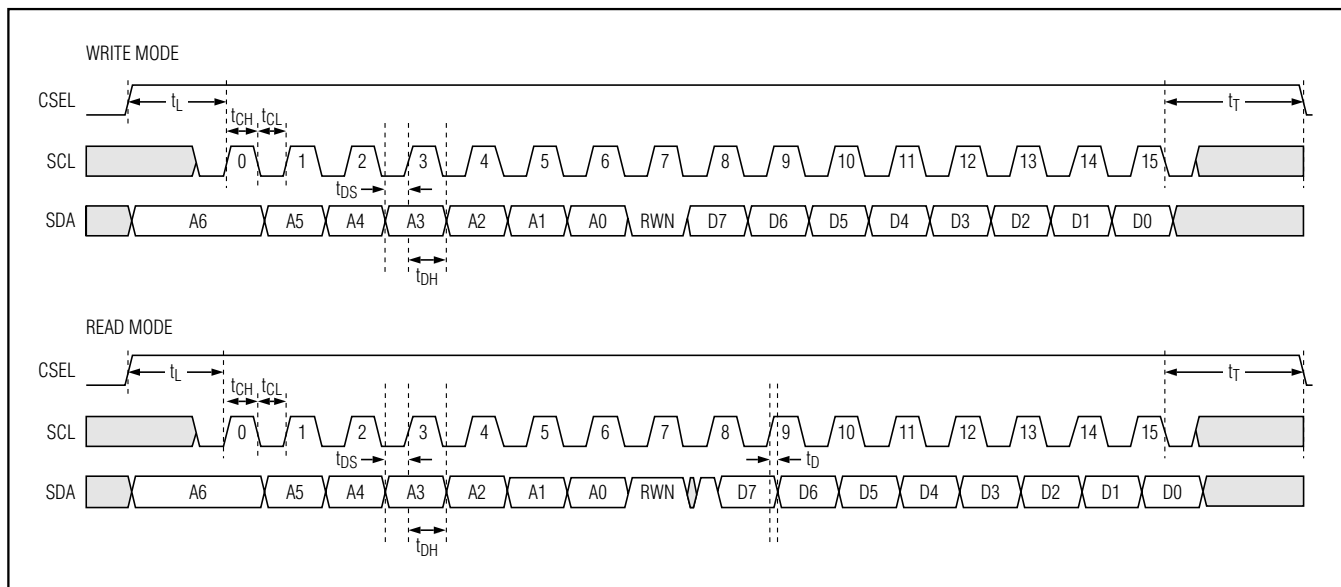 WRITE MODE
CSEL tL tT
tCH tCL
SCL 0 1 2 3 4 5 6 7 8 9 10 11 12 13 14 15
tDS
SDA A6 A5 A4 A3 A2 A1 A0 RWN D7 D6 D5 D4 D3 D2 D1 D0
tDH
READ MODE
CSEL tL tT
tCH tCL
SCL 0 1 2 3 4 5 6 7 8 9 10 11 12 13 14 15
tDS tD
SDA A6 A5 A4 A3 A2 A1 A0 RWN D7 D6 D5 D4 D3 D2 D1 D0
tDH